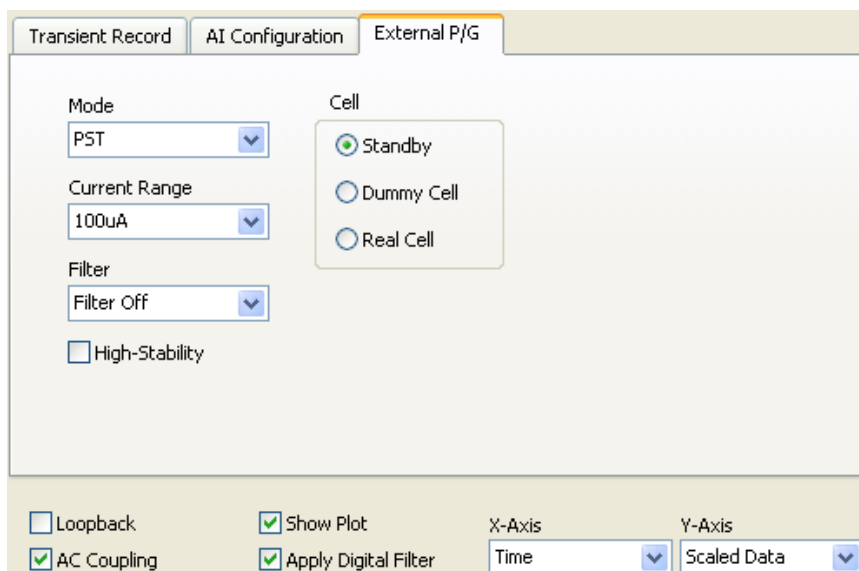 Transient Record
AI Configuration
External P/G
Mode
PST
Current Range
100uA
Filter
Filter Off
High-Stability
Cell
Standby
Dummy Cell
Real Cell
Loopback
AC Coupling
Show Plot
Apply Digital Filter
X-Axis
Time
Y-Axis
Scaled Data